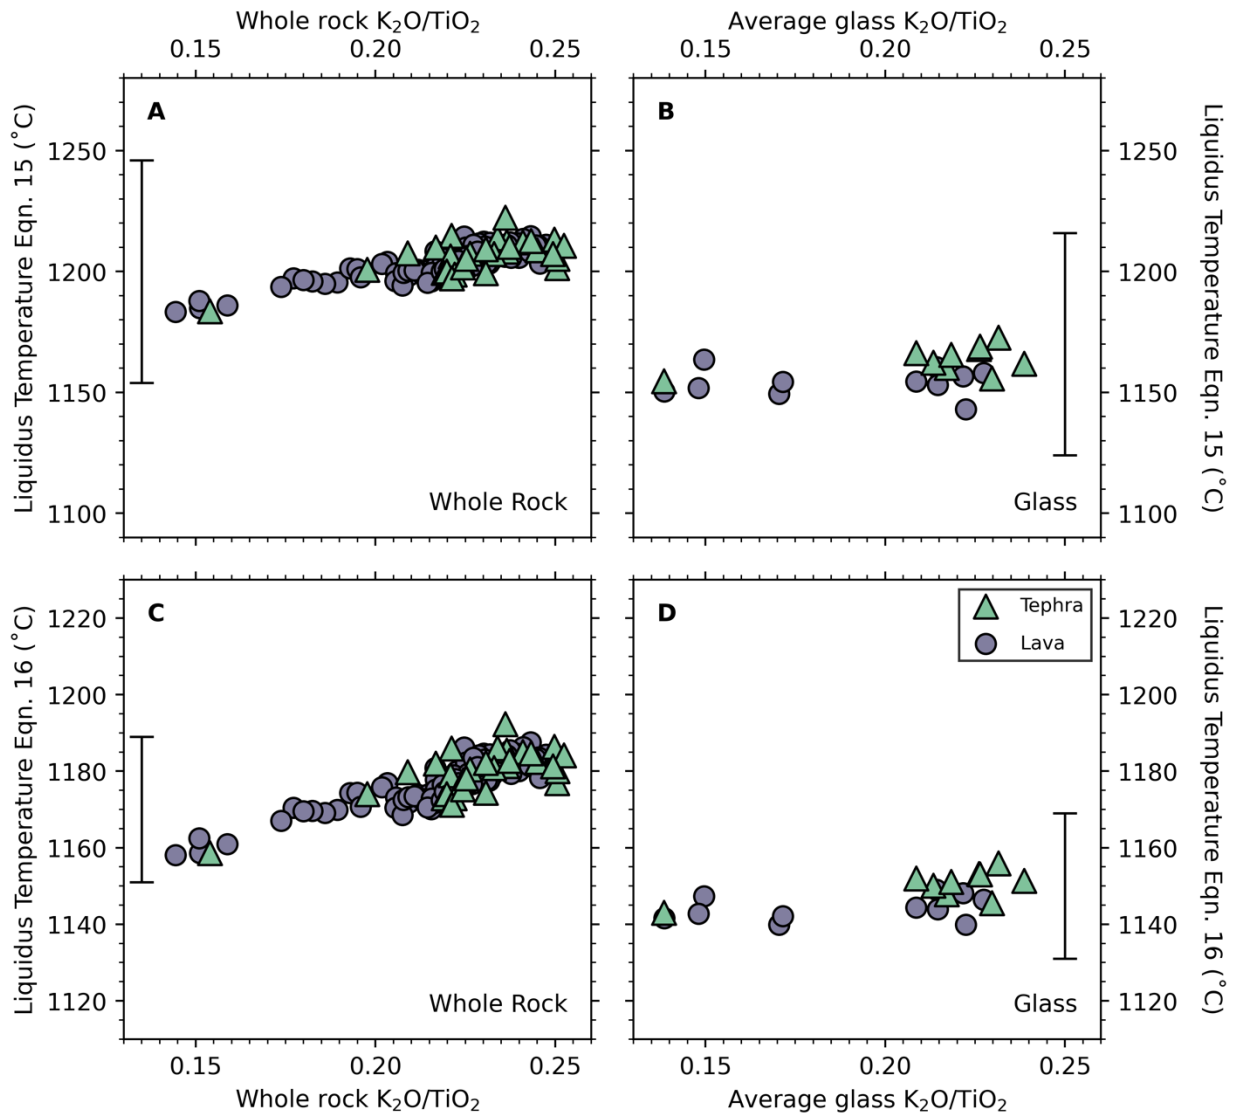 Whole rock K₂O/TiO₂
Average glass K₂O/TiO₂
0.15 0.20 0.25
0.15 0.20 0.25
A
B
Liquidus Temperature Eqn. 15 (˚C)
1250
1200
1150
1100
Whole Rock
Glass
1250
1200
1150
1100
Liquidus Temperature Eqn. 15 (˚C)
C
D
Tephra
Lava
Liquidus Temperature Eqn. 16 (˚C)
1220
1200
1180
1160
1140
1120
Whole Rock
Glass
1220
1200
1180
1160
1140
1120
Liquidus Temperature Eqn. 16 (˚C)
0.15 0.20 0.25
0.15 0.20 0.25
Whole rock K₂O/TiO₂
Average glass K₂O/TiO₂